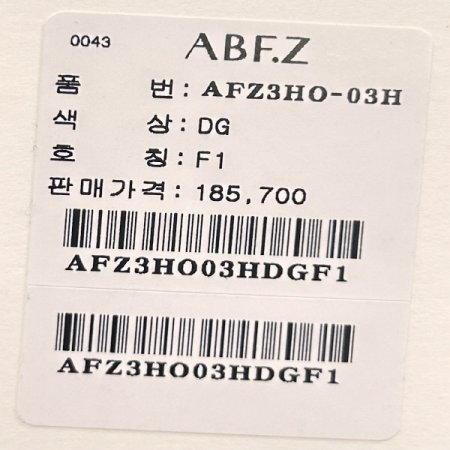 0043 ABF.Z
품 번 : AFZ3HO-03H
색 상 : DG
호 칭 : F1
판매가격 : 185,700
AFZ3HO03HDGF1
AFZ3HO03HDGF1